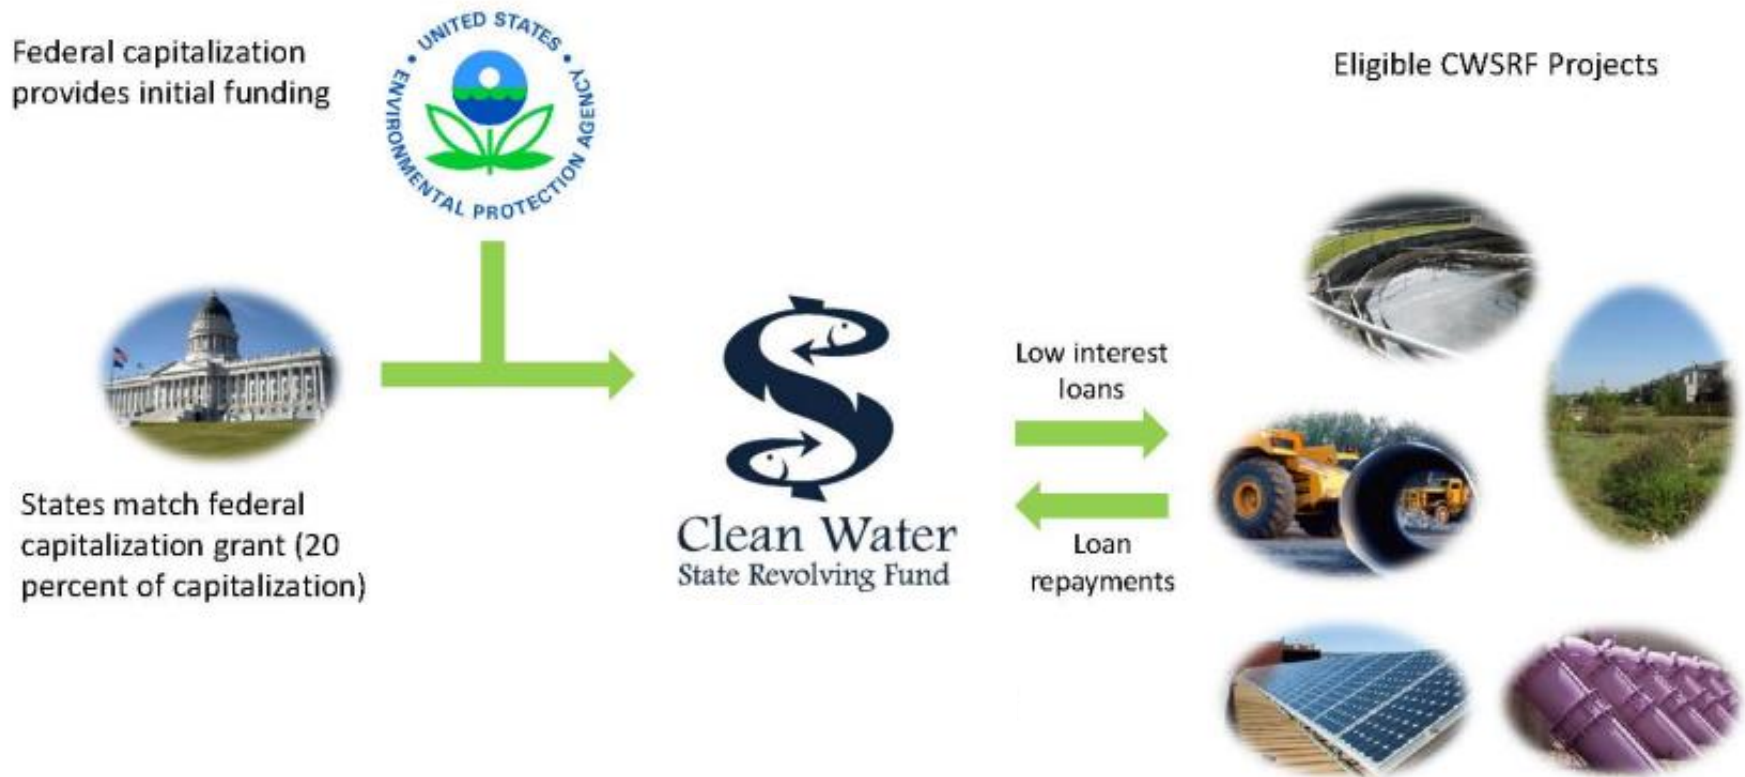 Federal capitalization
provides initial funding
UNITED STATES
ENVIRONMENTAL PROTECTION AGENCY
Eligible CWSRF Projects
States match federal
capitalization grant (20
percent of capitalization)
Clean Water
State Revolving Fund
Low interest
loans
Loan
repayments